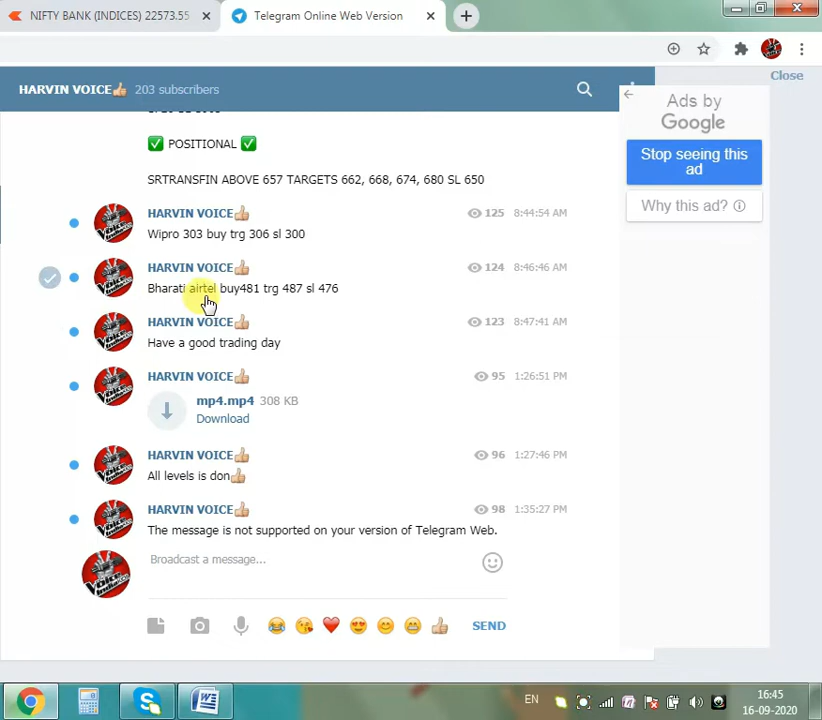 NIFTY BANK (INDICES) 22573.55
Telegram Online Web Version
Close
HARVIN VOICE👍 203 subscribers
Ads by
Google
Stop seeing this
ad
Why this ad?
✅ POSITIONAL ✅
SRTRANSFIN ABOVE 657 TARGETS 662, 668, 674, 680 SL 650
HARVIN VOICE👍 125 8:44:54 AM
Wipro 303 buy trg 306 sl 300
HARVIN VOICE👍 124 8:46:46 AM
Bharati airtel buy481 trg 487 sl 476
HARVIN VOICE👍 123 8:47:41 AM
Have a good trading day
HARVIN VOICE👍 95 1:26:51 PM
mp4.mp4 308 KB
Download
HARVIN VOICE👍 96 1:27:46 PM
All levels is don👍
HARVIN VOICE👍 98 1:35:27 PM
The message is not supported on your version of Telegram Web.
Broadcast a message...
SEND
EN
16:45
16-09-2020